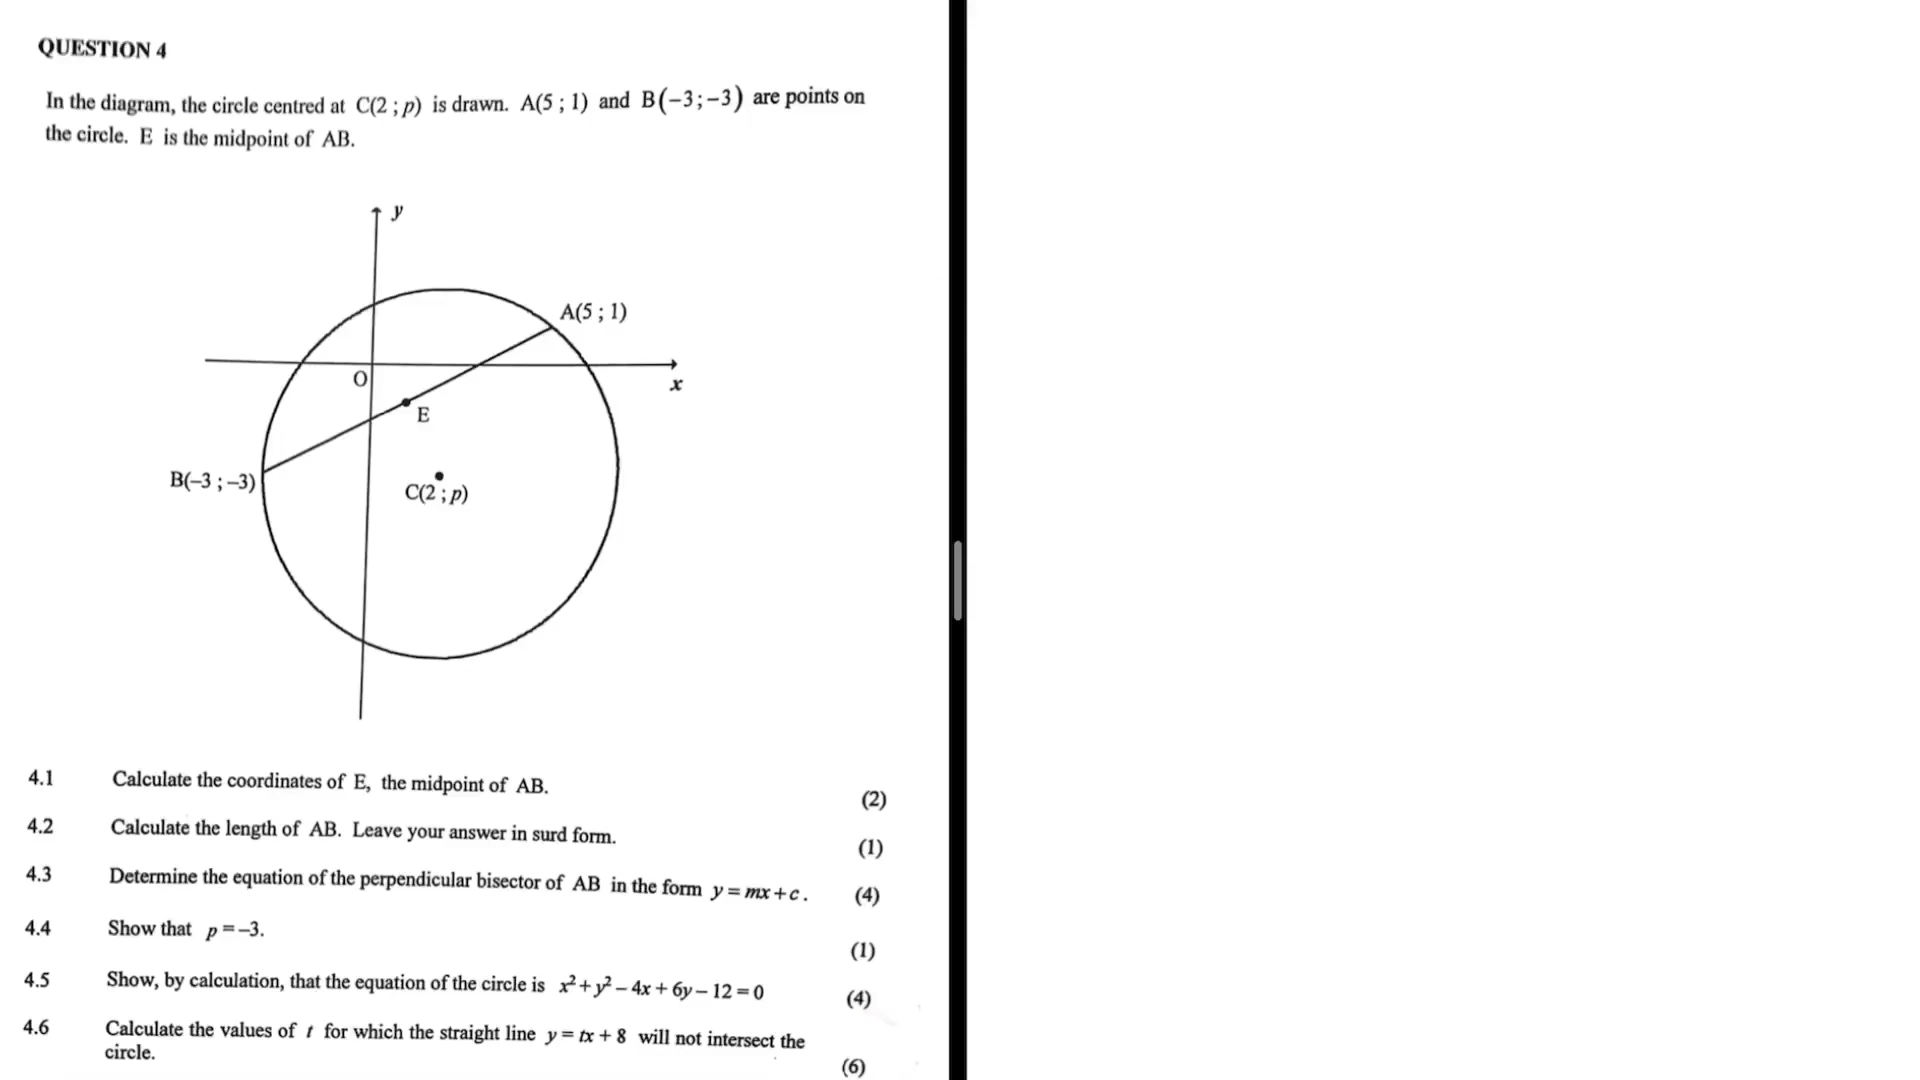 QUESTION 4
In the diagram, the circle centred at C(2 ; p) is drawn. A(5 ; 1) and B(−3 ; −3) are points on
the circle. E is the midpoint of AB.
y
A(5 ; 1)
O
x
E
B(−3 ; −3)
C(2 ; p)
4.1 Calculate the coordinates of E, the midpoint of AB. (2)
4.2 Calculate the length of AB. Leave your answer in surd form. (1)
4.3 Determine the equation of the perpendicular bisector of AB in the form y = mx + c . (4)
4.4 Show that p = −3. (1)
4.5 Show, by calculation, that the equation of the circle is x² + y² − 4x + 6y − 12 = 0 (4)
4.6 Calculate the values of t for which the straight line y = tx + 8 will not intersect the
circle. (6)